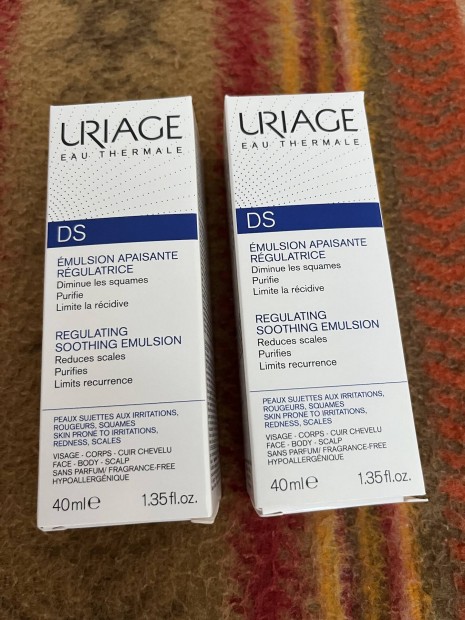 URIAGE
EAU THERMALE
DS
ÉMULSION APAISANTE
RÉGULATRICE
Diminue les squames
Purifie
Limite la récidive
REGULATING
SOOTHING EMULSION
Reduces scales
Purifies
Limits recurrence
PEAUX SUJETTES AUX IRRITATIONS,
ROUGEURS, SQUAMES
SKIN PRONE TO IRRITATIONS,
REDNESS, SCALES
VISAGE - CORPS - CUIR CHEVELU
FACE - BODY - SCALP
SANS PARFUM/ FRAGRANCE-FREE
HYPOALLERGÉNIQUE
40ml℮ 1.35fl.oz.
URIAGE
EAU THERMALE
DS
ÉMULSION APAISANTE
RÉGULATRICE
Diminue les squames
Purifie
Limite la récidive
REGULATING
SOOTHING EMULSION
Reduces scales
Purifies
Limits recurrence
PEAUX SUJETTES AUX IRRITATIONS,
ROUGEURS, SQUAMES
SKIN PRONE TO IRRITATIONS,
REDNESS, SCALES
VISAGE - CORPS - CUIR CHEVELU
FACE - BODY - SCALP
SANS PARFUM/ FRAGRANCE-FREE
HYPOALLERGÉNIQUE
40ml℮ 1.35fl.oz.